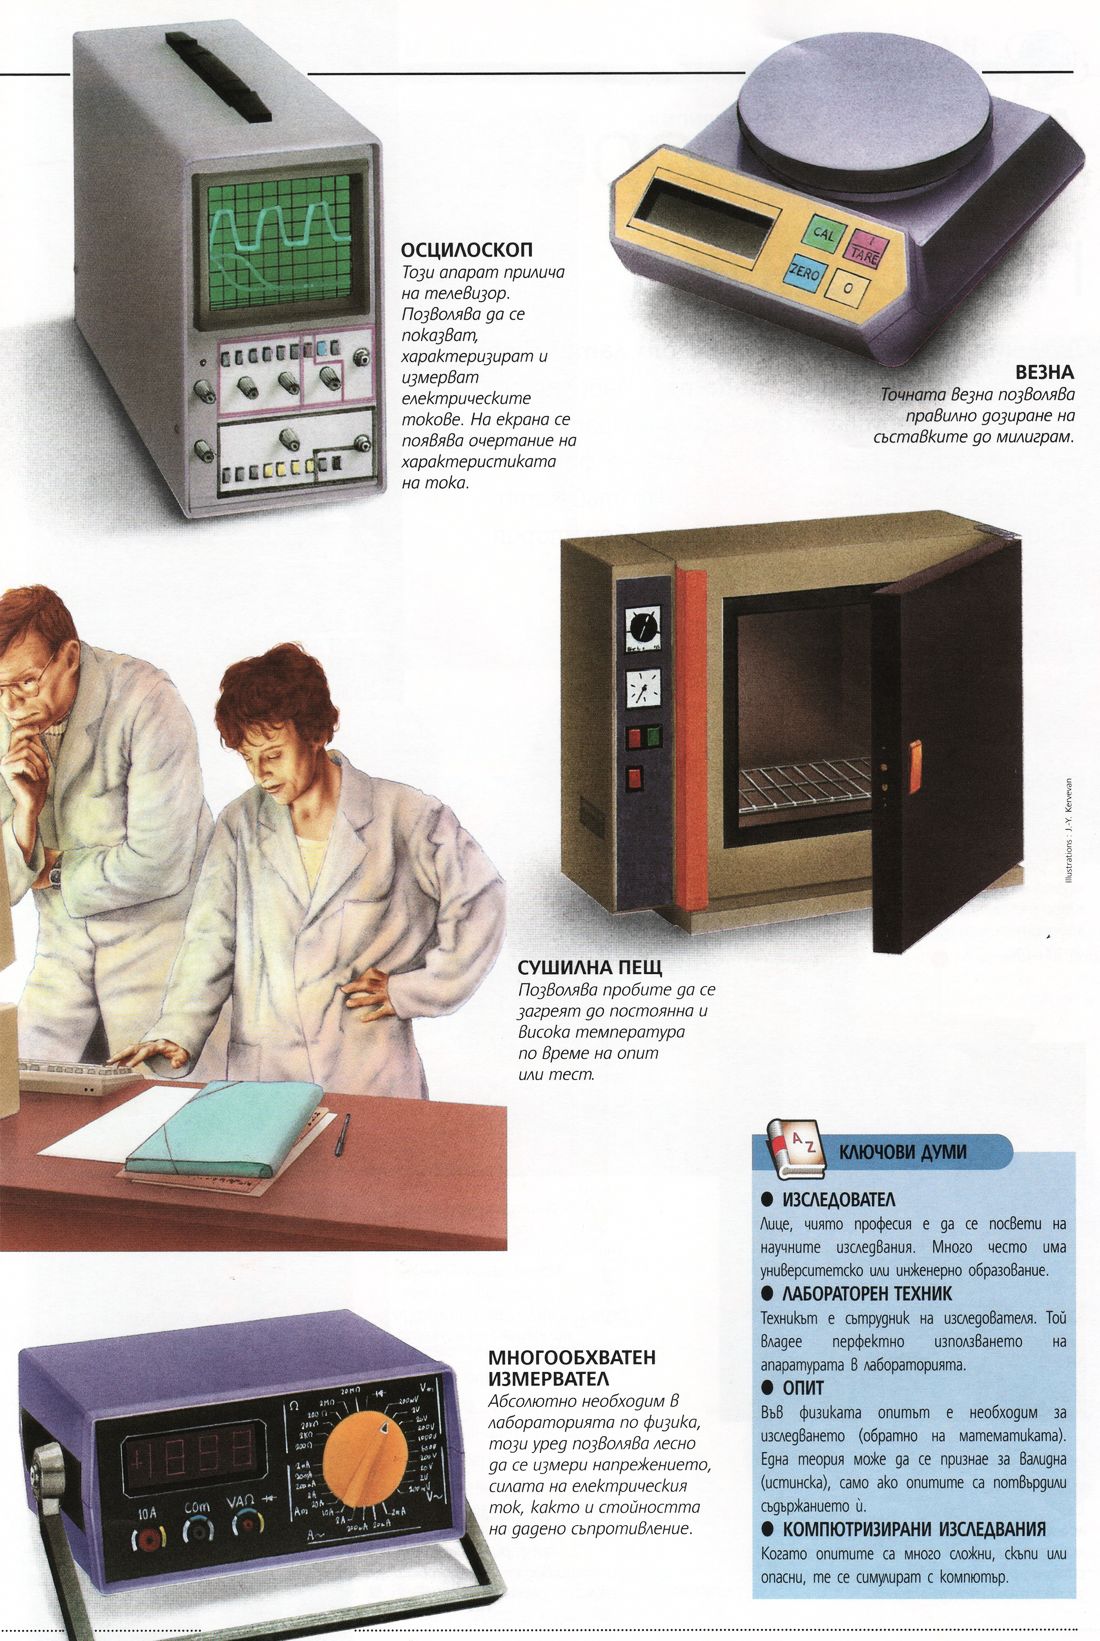 ОСЦИЛОСКОП
Този апарат прилича
на телевизор.
Позволява да се
показват,
характеризират и
измерват
електрическите
токове. На екрана се
появява очертание на
характеристиката
на тока.
CAL
I
TARE
ZERO
O
ВЕЗНА
Точната везна позволява
правилно дозиране на
съставките до милиграм.
СУШИЛНА ПЕЩ
Позволява пробите да се
загреят до постоянна и
висока температура
по време на опит
или тест.
Illustrations : J.-Y. Kervevan
МНОГООБХВАТЕН
ИЗМЕРВАТЕЛ
Абсолютно необходим в
лабораторията по физика,
този уред позволява лесно
да се измери напрежението,
силата на електрическия
ток, както и стойността
на дадено съпротивление.
10A
COM
VAΩ
A Z
КЛЮЧОВИ ДУМИ
● ИЗСЛЕДОВАТЕЛ
Лице, чиято професия е да се посвети на
научните изследвания. Много често има
университетско или инженерно образование.
● ЛАБОРАТОРЕН ТЕХНИК
Техникът е сътрудник на изследователя. Той
владее перфектно използването на
апаратурата в лабораторията.
● ОПИТ
Във физиката опитът е необходим за
изследването (обратно на математиката).
Една теория може да се признае за валидна
(истинска), само ако опитите са потвърдили
съдържанието ѝ.
● КОМПЮТРИЗИРАНИ ИЗСЛЕДВАНИЯ
Когато опитите са много сложни, скъпи или
опасни, те се симулират с компютър.